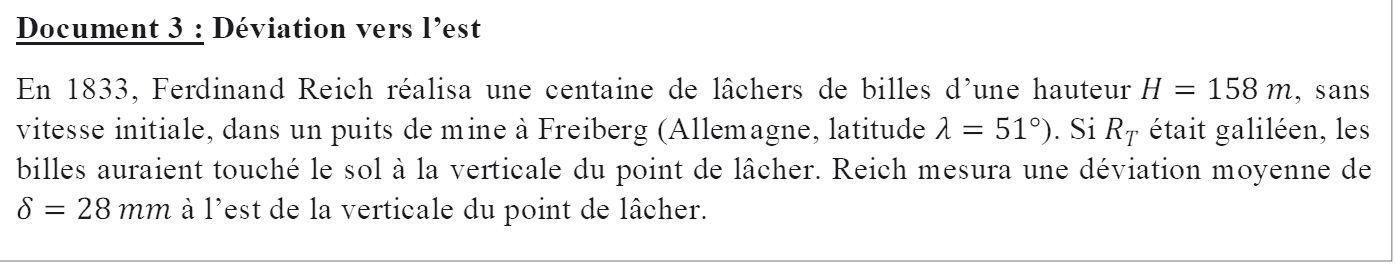 Document 3 : Déviation vers l’est
En 1833, Ferdinand Reich réalisa une centaine de lâchers de billes d’une hauteur H = 158 m, sans
vitesse initiale, dans un puits de mine à Freiberg (Allemagne, latitude λ = 51°). Si R_T était galiléen, les
billes auraient touché le sol à la verticale du point de lâcher. Reich mesura une déviation moyenne de
δ = 28 mm à l’est de la verticale du point de lâcher.